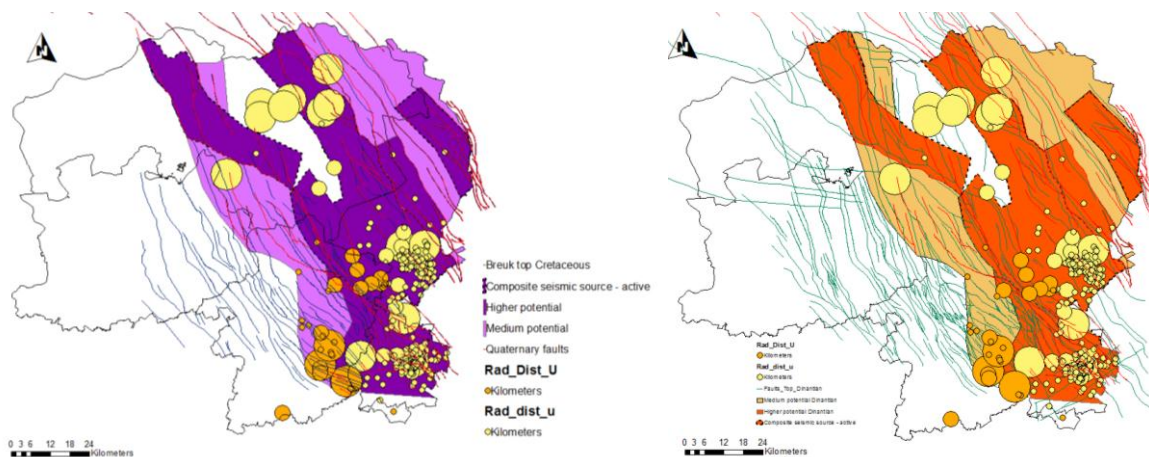 N
Breuk top Cretaceous
Composite seismic source - active
Higher potential
Medium potential
Quaternary faults
Rad_Dist_U
Kilometers
Rad_dist_u
Kilometers
0 3 6 12 18 24
Kilometers
N
Rad_Dist_U
Kilometers
Rad_dist_u
Kilometers
Faults_Top_Dinantian
Medium potential Dinantian
Higher potential Dinantian
Composite seismic source - active
0 3 6 12 18 24
Kilometers